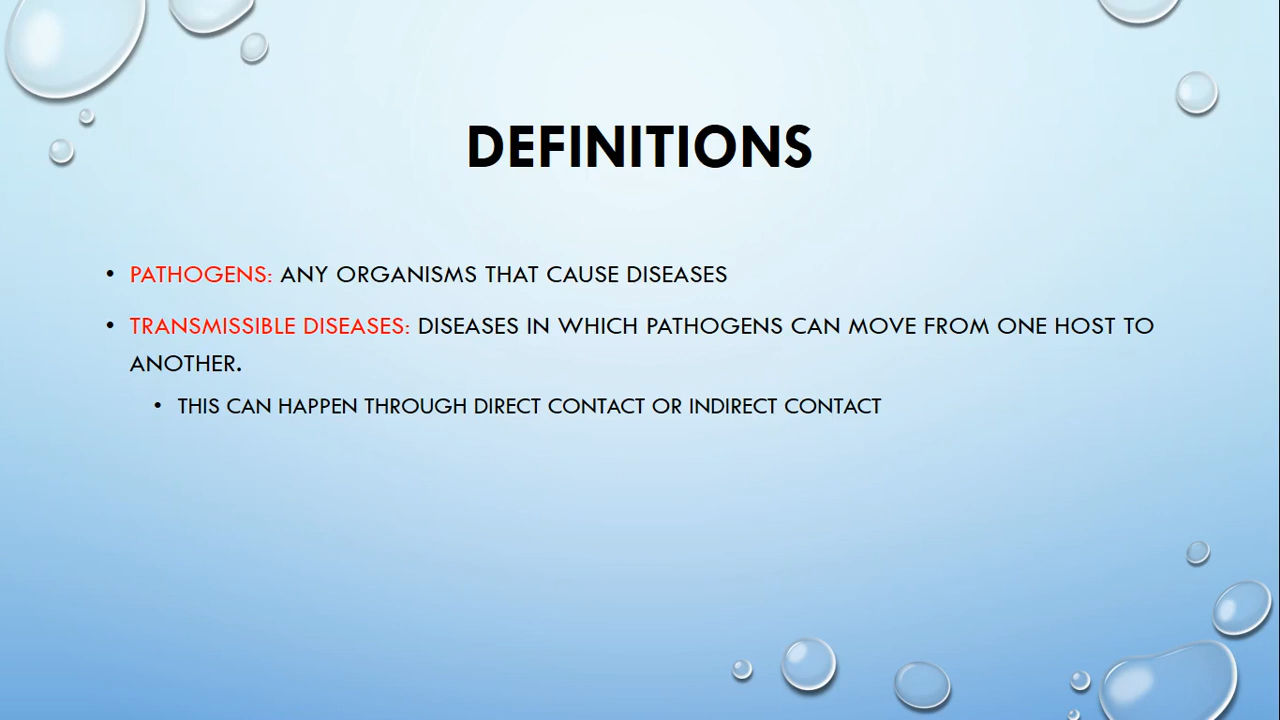 DEFINITIONS
• PATHOGENS: ANY ORGANISMS THAT CAUSE DISEASES
• TRANSMISSIBLE DISEASES: DISEASES IN WHICH PATHOGENS CAN MOVE FROM ONE HOST TO
ANOTHER.
• THIS CAN HAPPEN THROUGH DIRECT CONTACT OR INDIRECT CONTACT